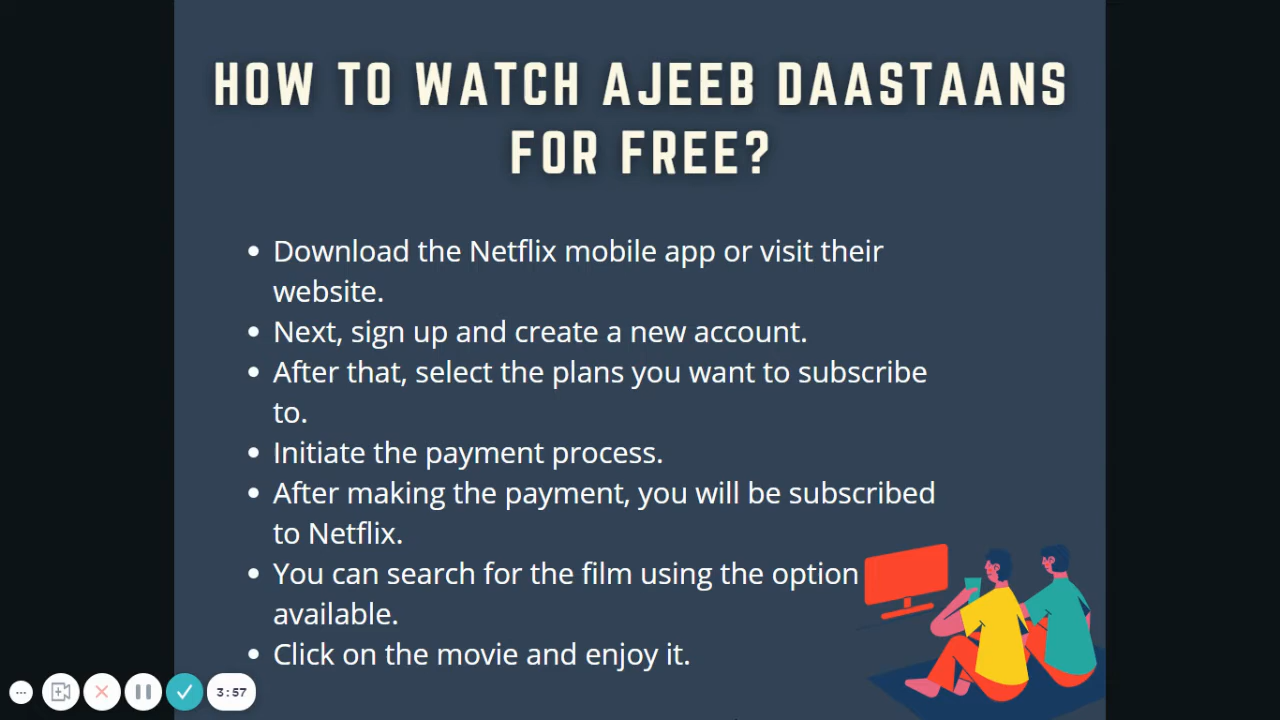 HOW TO WATCH AJEEB DAASTAANS
FOR FREE?
• Download the Netflix mobile app or visit their
website.
• Next, sign up and create a new account.
• After that, select the plans you want to subscribe
to.
• Initiate the payment process.
• After making the payment, you will be subscribed
to Netflix.
• You can search for the film using the option
available.
• Click on the movie and enjoy it.
3:57